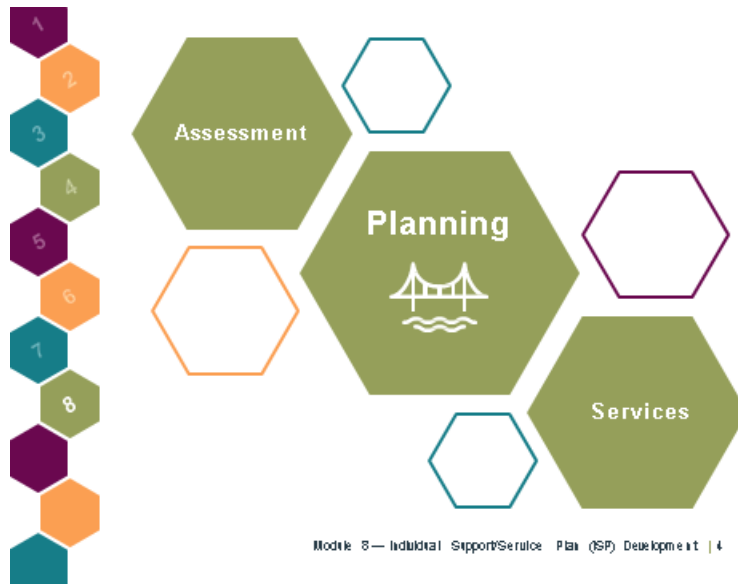 1
2
3
4
5
6
7
8
Assessment
Planning
Services
Module 8 — Individual Support/Service Plan (ISP) Development | 4